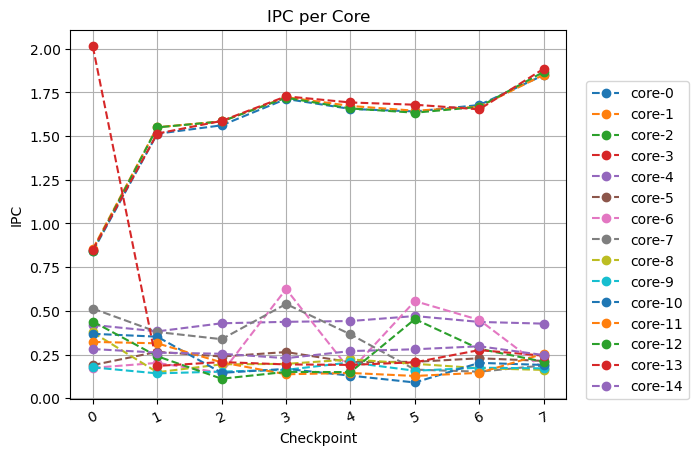 IPC per Core
IPC
2.00
1.75
1.50
1.25
1.00
0.75
0.50
0.25
0.00
0
1
2
3
4
5
6
7
Checkpoint
core-0
core-1
core-2
core-3
core-4
core-5
core-6
core-7
core-8
core-9
core-10
core-11
core-12
core-13
core-14